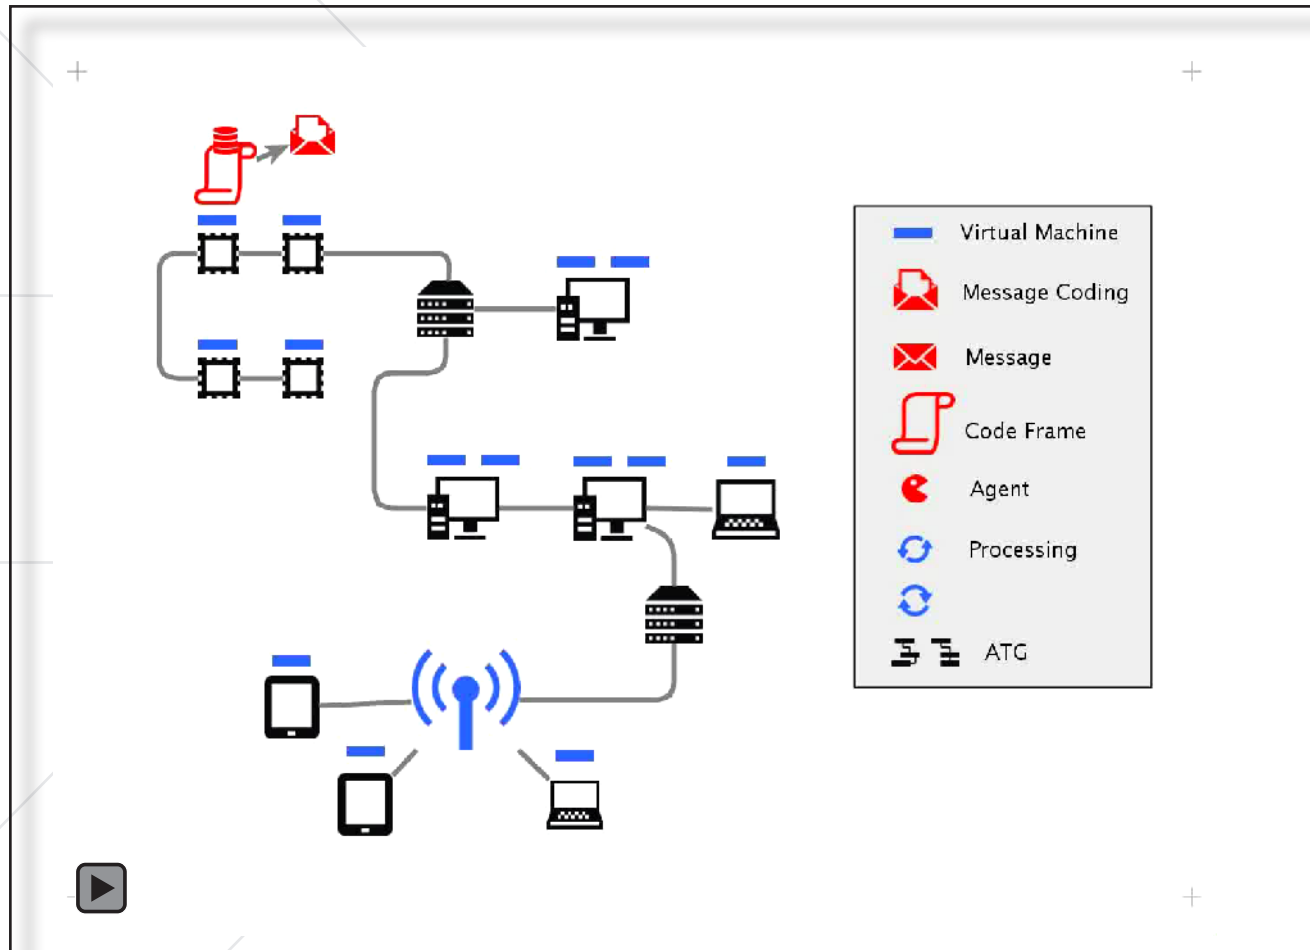 Virtual Machine
Message Coding
Message
Code Frame
Agent
Processing
ATG